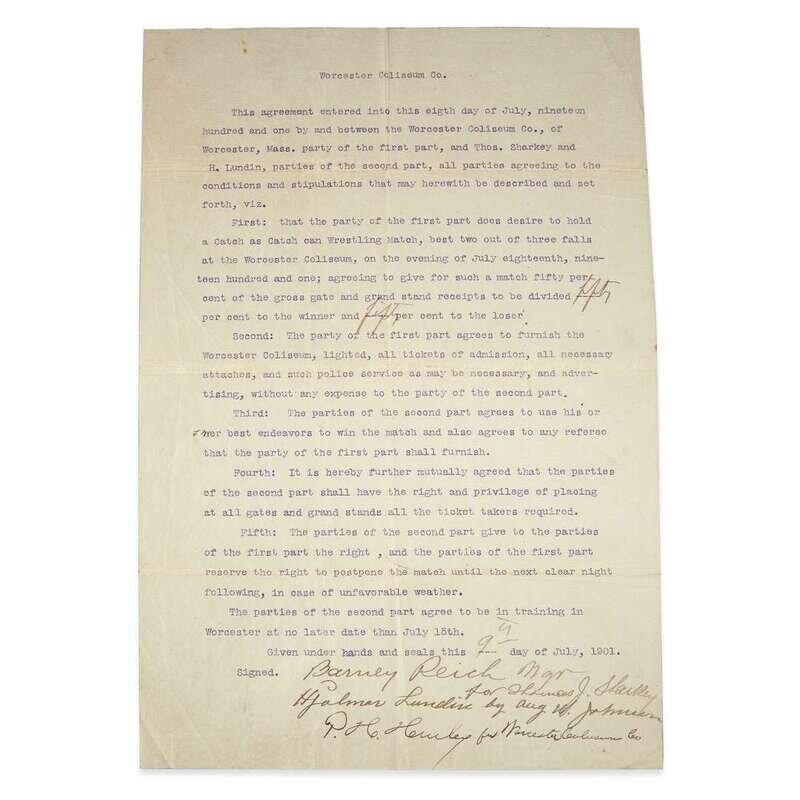 Worcester Coliseum Co.
This agreement entered into this eigth day of July, nineteen
hundred and one by and between the Worcester Coliseum Co., of
Worcester, Mass. party of the first part, and Thos. Sharkey and
H. Lundin, parties of the second part, all parties agreeing to the
conditions and stipulations that may herewith be described and set
forth, viz.
First: that the party of the first part does desire to hold
a Catch as Catch can Wrestling Match, best two out of three falls
at the Worcester Coliseum, on the evening of July eighteenth, nine-
teen hundred and one; agreeing to give for such a match fifty per
cent of the gross gate and grand stand receipts to be divided fifty
per cent to the winner and fifty per cent to the loser
Second: The party of the first part agrees to furnish the
Worcester Coliseum, lighted, all tickets of admission, all necessary
attaches, and such police service as may be necessary, and adver-
tising, without any expense to the party of the second part.
Third: The parties of the second part agrees to use his or
her best endeavors to win the match and also agrees to any referee
that the party of the first part shall furnish.
Fourth: It is hereby further mutually agreed that the parties
of the second part shall have the right and privilege of placing
at all gates and grand stands all the ticket takers required.
Fifth: The parties of the second part give to the parties
of the first part the right , and the parties of the first part
reserve the right to postpone the match until the next clear night
following, in case of unfavorable weather.
The parties of the second part agree to be in training in
Worcester at no later date than July 15th.
Given under hands and seals this 9 day of July, 1901.
Signed. Barney Reich Mgr
for Thomas J. Sharkey
Hjalmar Lundin by Aug W. Johnson
P. H. Hurley for Worcester Coliseum Co